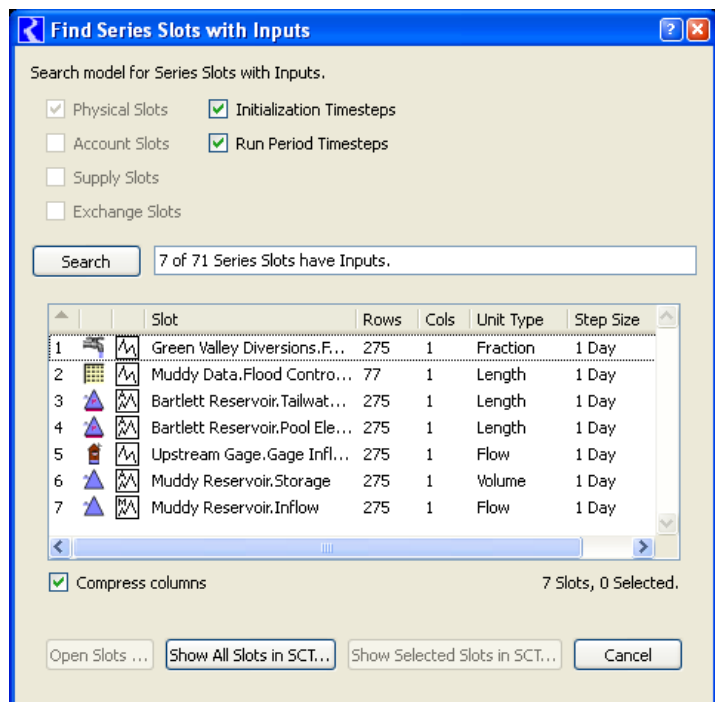 Find Series Slots with Inputs
Search model for Series Slots with Inputs.
Physical Slots Initialization Timesteps
Account Slots Run Period Timesteps
Supply Slots
Exchange Slots
Search 7 of 71 Series Slots have Inputs.
Slot Rows Cols Unit Type Step Size
1 Green Valley Diversions.F... 275 1 Fraction 1 Day
2 Muddy Data.Flood Contro... 77 1 Length 1 Day
3 Bartlett Reservoir.Tailwat... 275 1 Length 1 Day
4 Bartlett Reservoir.Pool Ele... 275 1 Length 1 Day
5 Upstream Gage.Gage Infl... 275 1 Flow 1 Day
6 Muddy Reservoir.Storage 275 1 Volume 1 Day
7 Muddy Reservoir.Inflow 275 1 Flow 1 Day
Compress columns 7 Slots, 0 Selected.
Open Slots ... Show All Slots in SCT... Show Selected Slots in SCT... Cancel